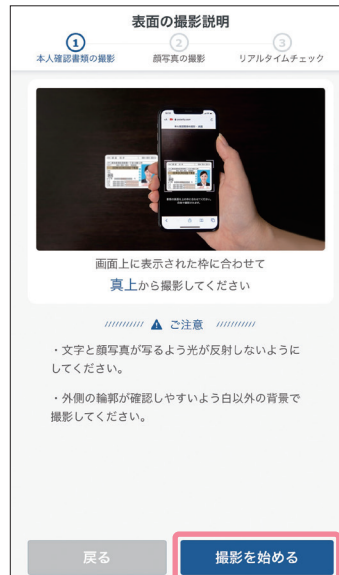 表面の撮影説明
1
2
3
本人確認書類の撮影
顔写真の撮影
リアルタイムチェック
画面上に表示された枠に合わせて
真上から撮影してください
ご注意
・文字と顔写真が写るよう光が反射しないように
してください。
・外側の輪郭が確認しやすいよう白以外の背景で
撮影してください。
戻る
撮影を始める